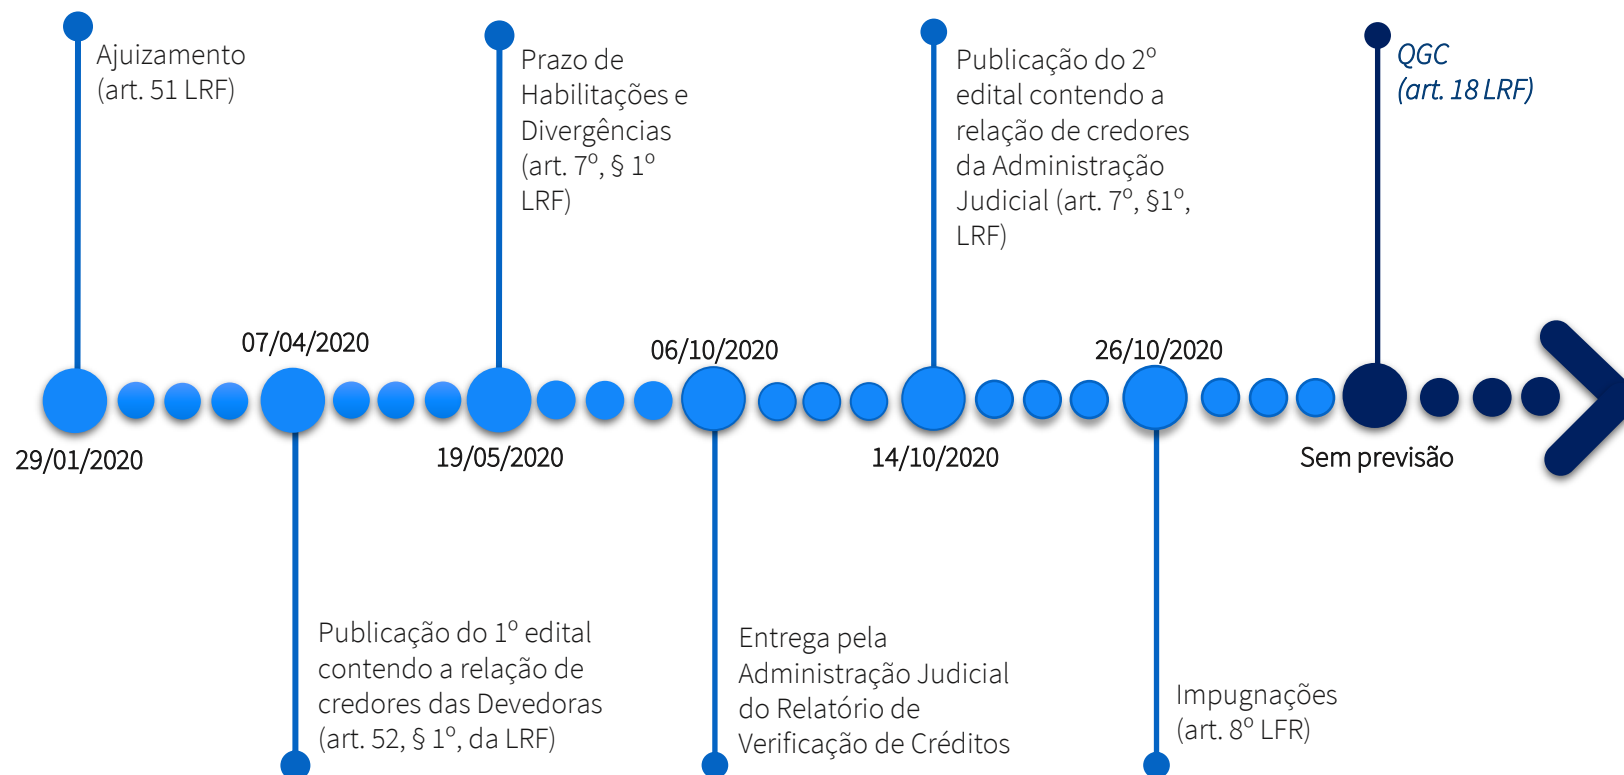 Ajuizamento
(art. 51 LRF)
29/01/2020
07/04/2020
Publicação do 1º edital
contendo a relação de
credores das Devedoras
(art. 52, § 1º, da LRF)
Prazo de
Habilitações e
Divergências
(art. 7º, § 1º
LRF)
19/05/2020
06/10/2020
Entrega pela
Administração Judicial
do Relatório de
Verificação de Créditos
Publicação do 2º
edital contendo a
relação de credores
da Administração
Judicial (art. 7º, §1º,
LRF)
14/10/2020
26/10/2020
Impugnações
(art. 8º LFR)
QGC
(art. 18 LRF)
Sem previsão